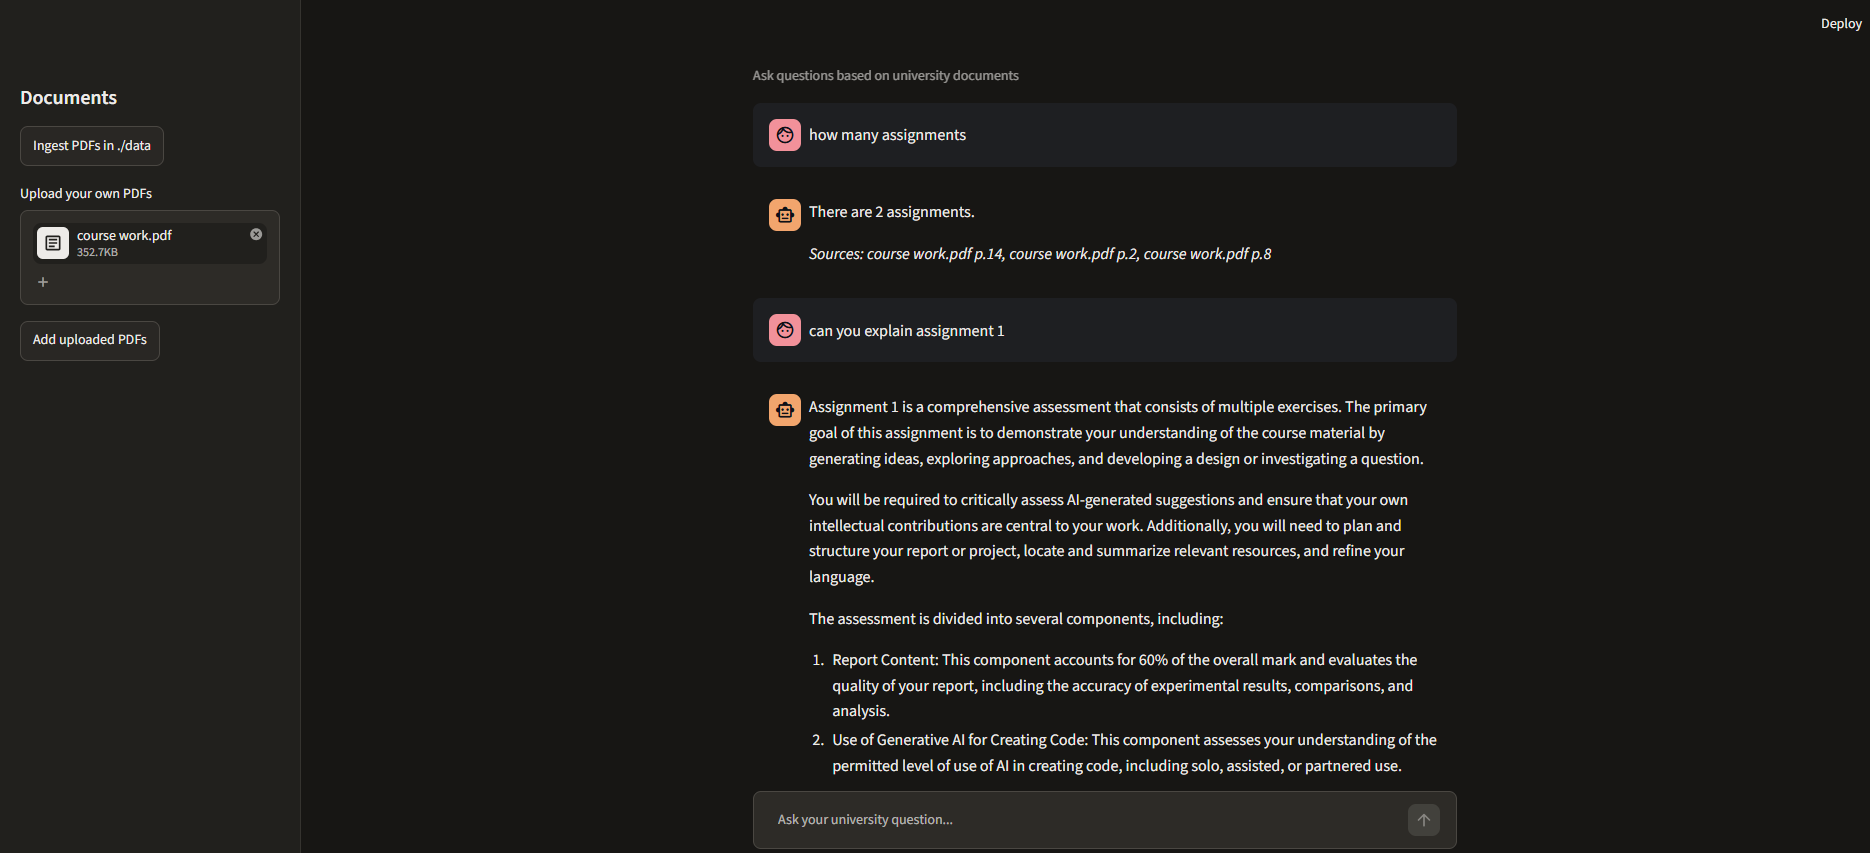 Deploy
Documents
Ingest PDFs in ./data
Upload your own PDFs
course work.pdf
352.7KB
Add uploaded PDFs
Ask questions based on university documents
how many assignments
There are 2 assignments.
Sources: course work.pdf p.14, course work.pdf p.2, course work.pdf p.8
can you explain assignment 1
Assignment 1 is a comprehensive assessment that consists of multiple exercises. The primary
goal of this assignment is to demonstrate your understanding of the course material by
generating ideas, exploring approaches, and developing a design or investigating a question.
You will be required to critically assess AI-generated suggestions and ensure that your own
intellectual contributions are central to your work. Additionally, you will need to plan and
structure your report or project, locate and summarize relevant resources, and refine your
language.
The assessment is divided into several components, including:
1. Report Content: This component accounts for 60% of the overall mark and evaluates the
quality of your report, including the accuracy of experimental results, comparisons, and
analysis.
2. Use of Generative AI for Creating Code: This component assesses your understanding of the
permitted level of use of AI in creating code, including solo, assisted, or partnered use.
Ask your university question...